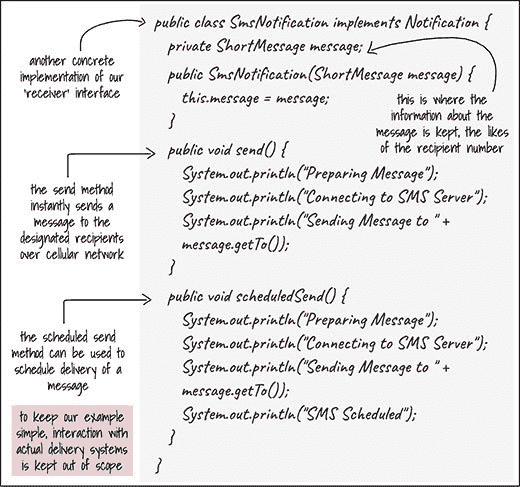 public class SmsNotification implements Notification {
private ShortMessage message;
public SmsNotification(ShortMessage message) {
this.message = message;
}
public void send() {
System.out.println("Preparing Message");
System.out.println("Connecting to SMS Server");
System.out.println("Sending Message to " +
message.getTo());
}
public void scheduledSend() {
System.out.println("Preparing Message");
System.out.println("Connecting to SMS Server");
System.out.println("Sending Message to " +
message.getTo());
System.out.println("SMS Scheduled");
}
}
another concrete
implementation of our
'receiver' interface
this is where the
information about the
message is kept, the likes
of the recipient number
the send method
instantly sends a
message to the
designated recipients
over cellular network
the scheduled send
method can be used to
schedule delivery of a
message
to keep our example
simple, interaction with
actual delivery systems
is kept out of scope